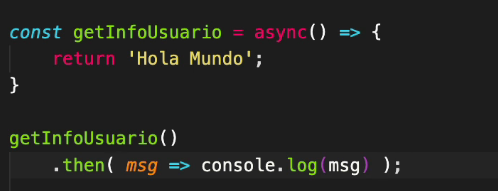 const getInfoUsuario = async() => {
    return 'Hola Mundo';
}
getInfoUsuario()
    .then( msg => console.log(msg) );